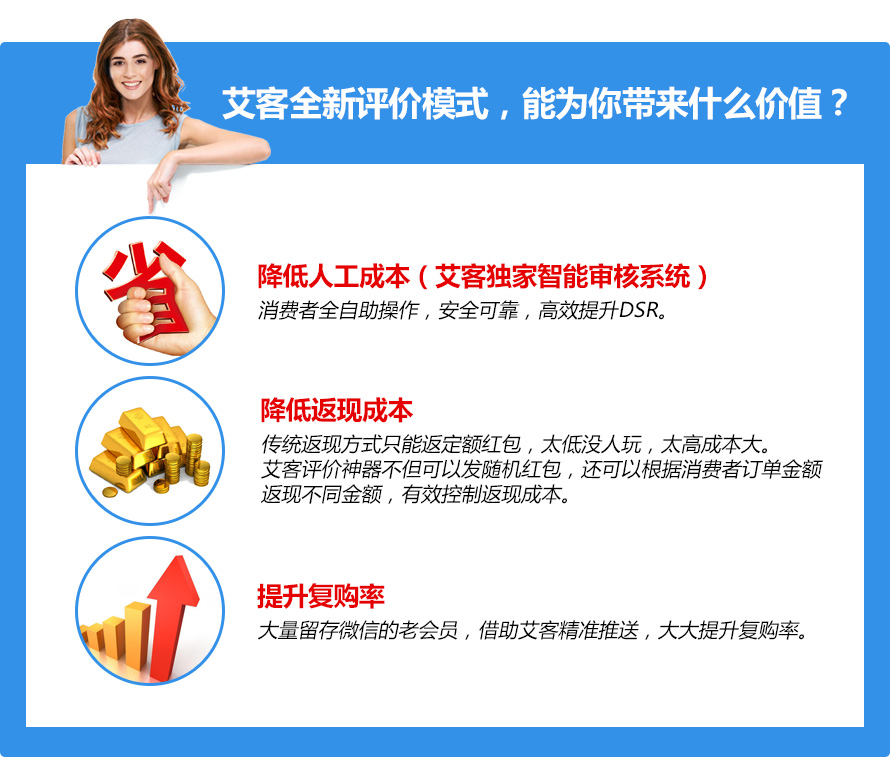 艾客全新评价模式，能为你带来什么价值？
省
降低人工成本（艾客独家智能审核系统）
消费者全自助操作，安全可靠，高效提升DSR。
降低返现成本
传统返现方式只能返定额红包，太低没人玩，太高成本大。
艾客评价神器不但可以发随机红包，还可以根据消费者订单金额
返现不同金额，有效控制返现成本。
提升复购率
大量留存微信的老会员，借助艾客精准推送，大大提升复购率。